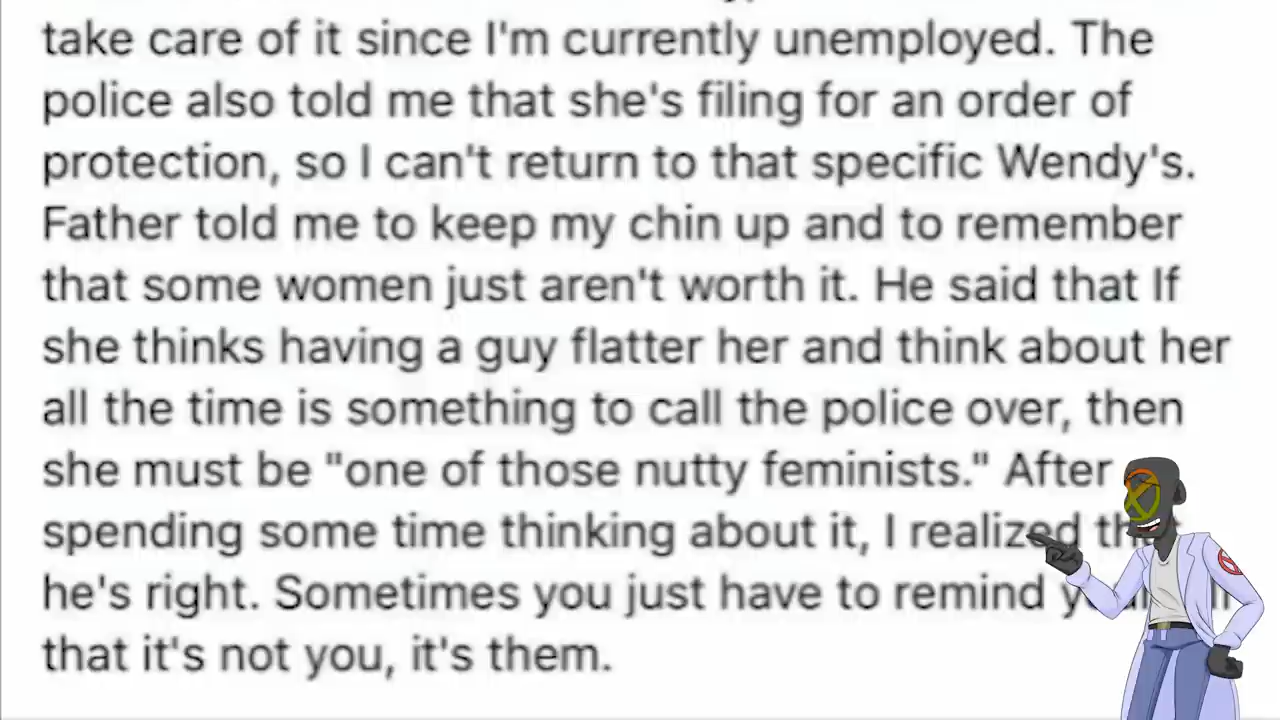 take care of it since I'm currently unemployed. The
police also told me that she's filing for an order of
protection, so I can't return to that specific Wendy's.
Father told me to keep my chin up and to remember
that some women just aren't worth it. He said that If
she thinks having a guy flatter her and think about her
all the time is something to call the police over, then
she must be "one of those nutty feminists." After
spending some time thinking about it, I realized that
he's right. Sometimes you just have to remind
that it's not you, it's them.